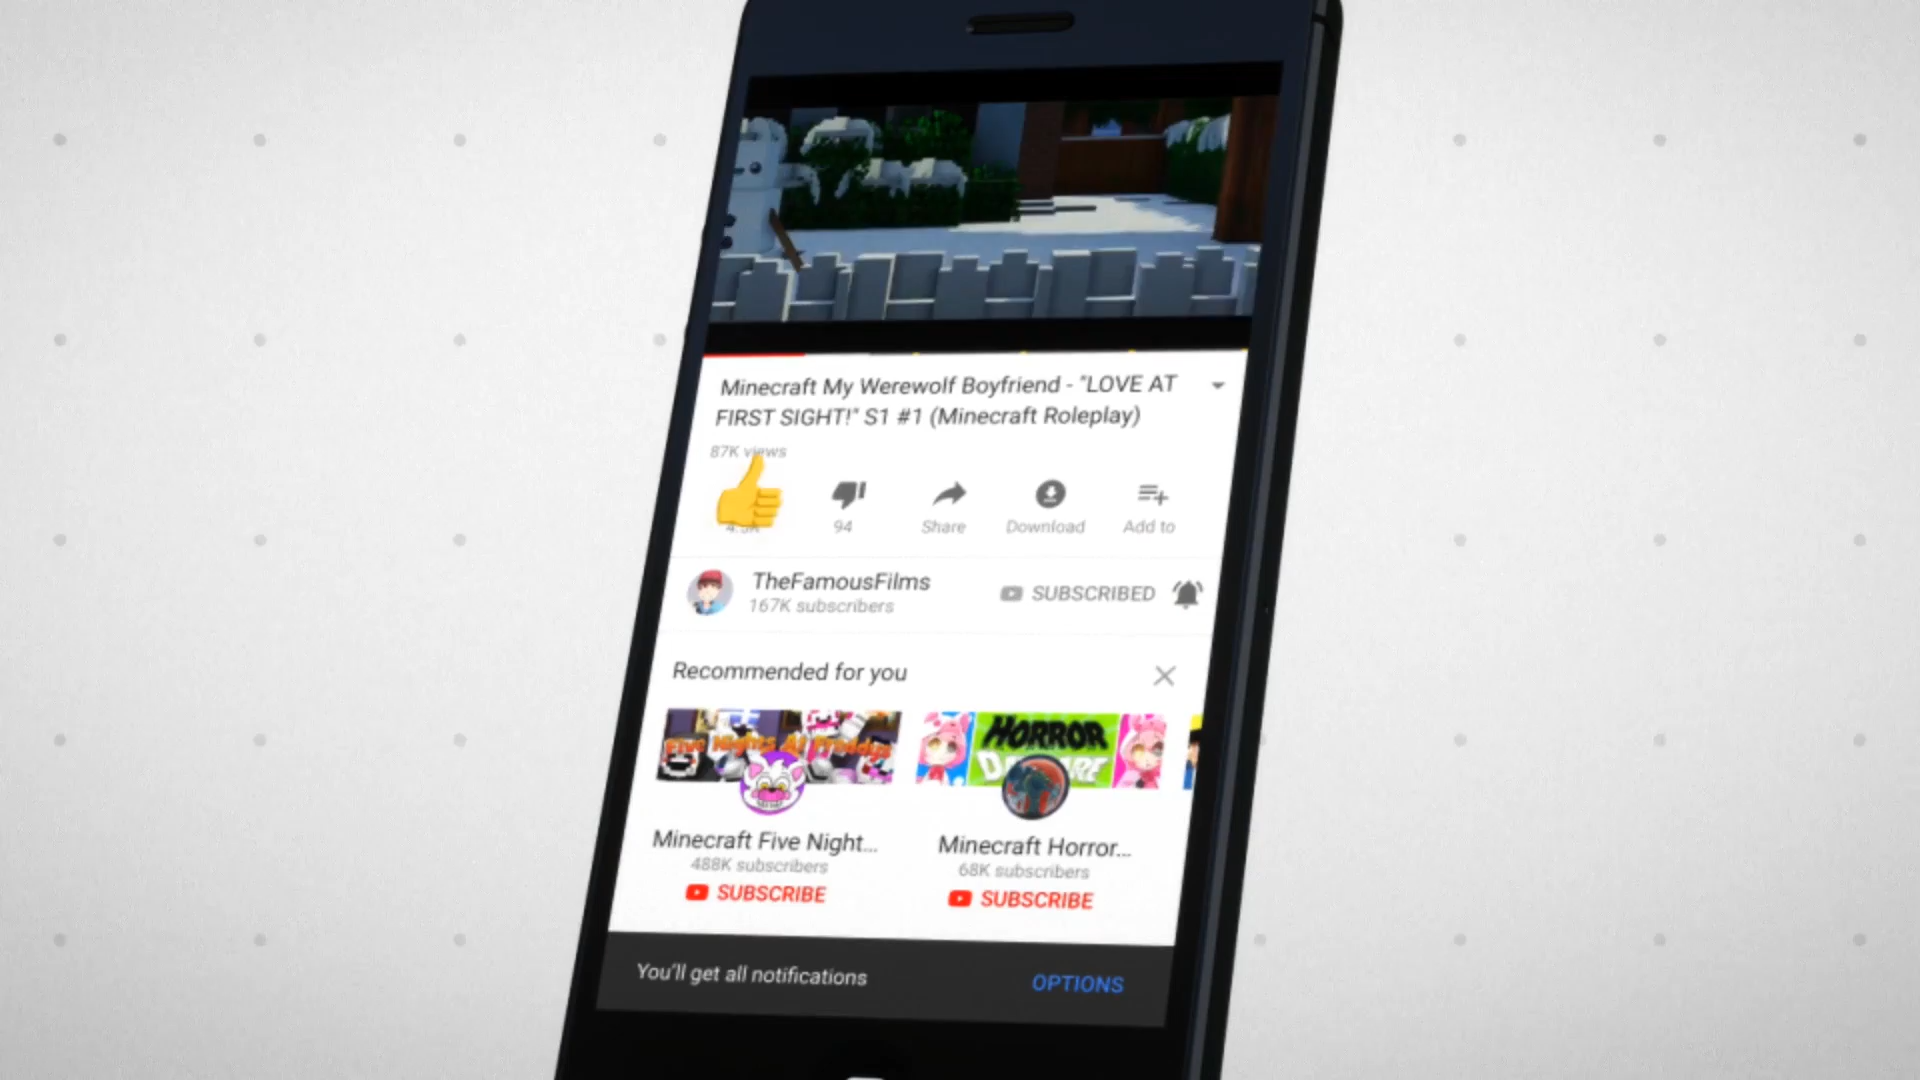 Minecraft My Werewolf Boyfriend - "LOVE AT
FIRST SIGHT!" S1 #1 (Minecraft Roleplay)
87K views
94
Share
Download
Add to
TheFamousFilms
167K subscribers
SUBSCRIBED
Recommended for you
Five Nights At Freddys
HORROR
Minecraft Five Night...
488K subscribers
SUBSCRIBE
Minecraft Horror...
68K subscribers
SUBSCRIBE
You'll get all notifications
OPTIONS